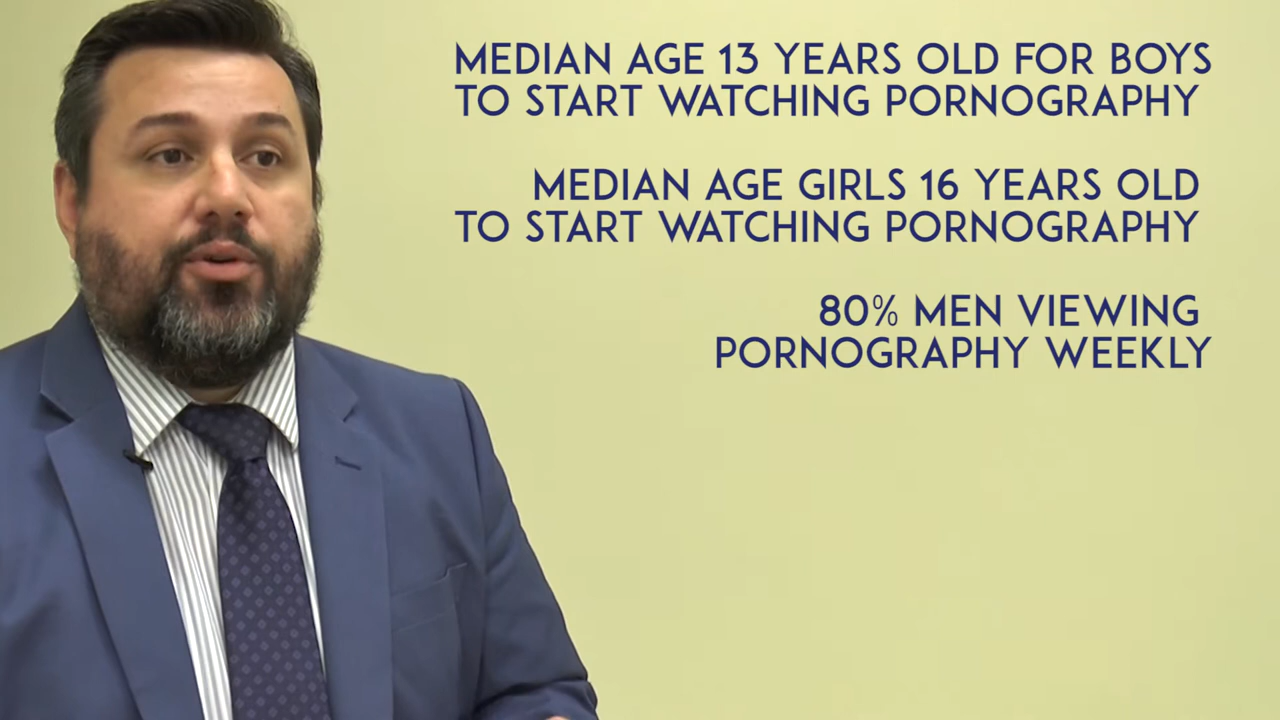 MEDIAN AGE 13 YEARS OLD FOR BOYS
TO START WATCHING PORNOGRAPHY
MEDIAN AGE GIRLS 16 YEARS OLD
TO START WATCHING PORNOGRAPHY
80% MEN VIEWING
PORNOGRAPHY WEEKLY